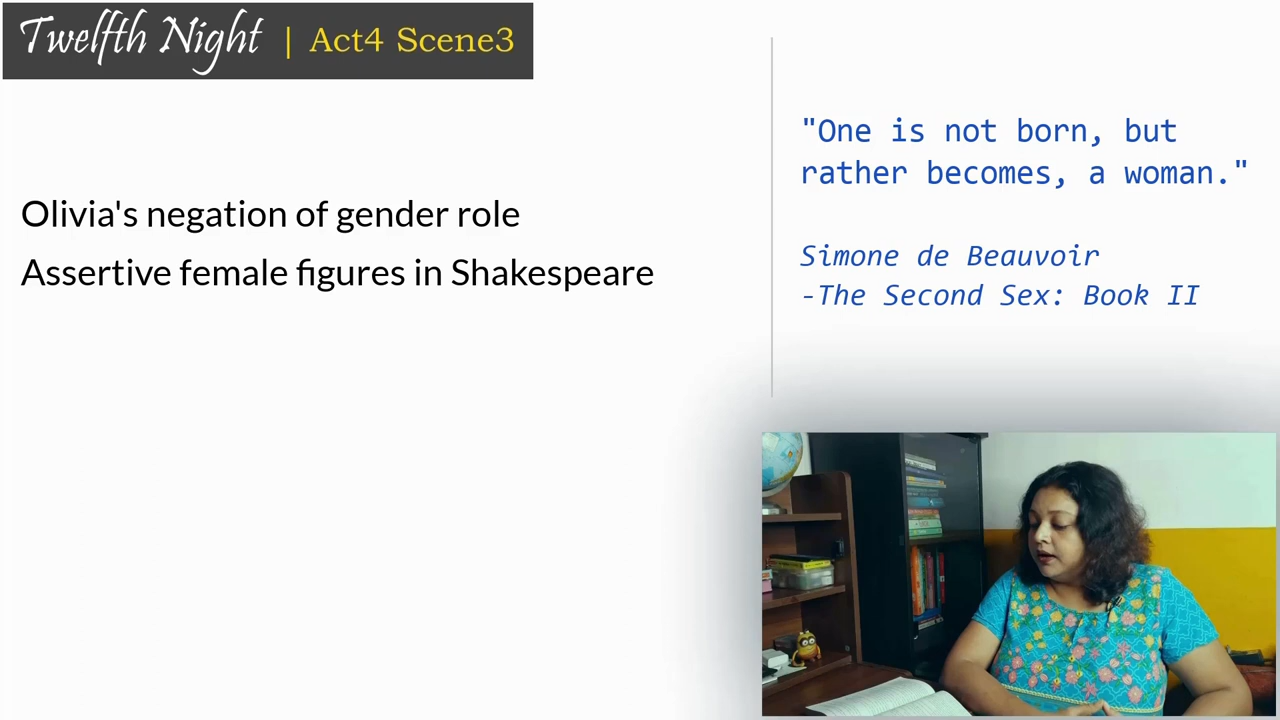 Twelfth Night | Act4 Scene3
Olivia's negation of gender role
Assertive female figures in Shakespeare
"One is not born, but
rather becomes, a woman."
Simone de Beauvoir
-The Second Sex: Book II